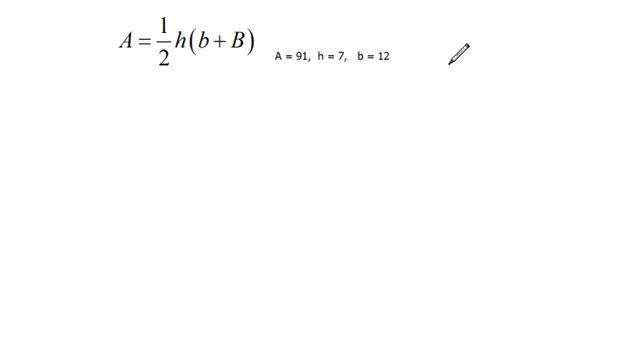 A = 1/2 h(b + B) A = 91, h = 7, b = 12